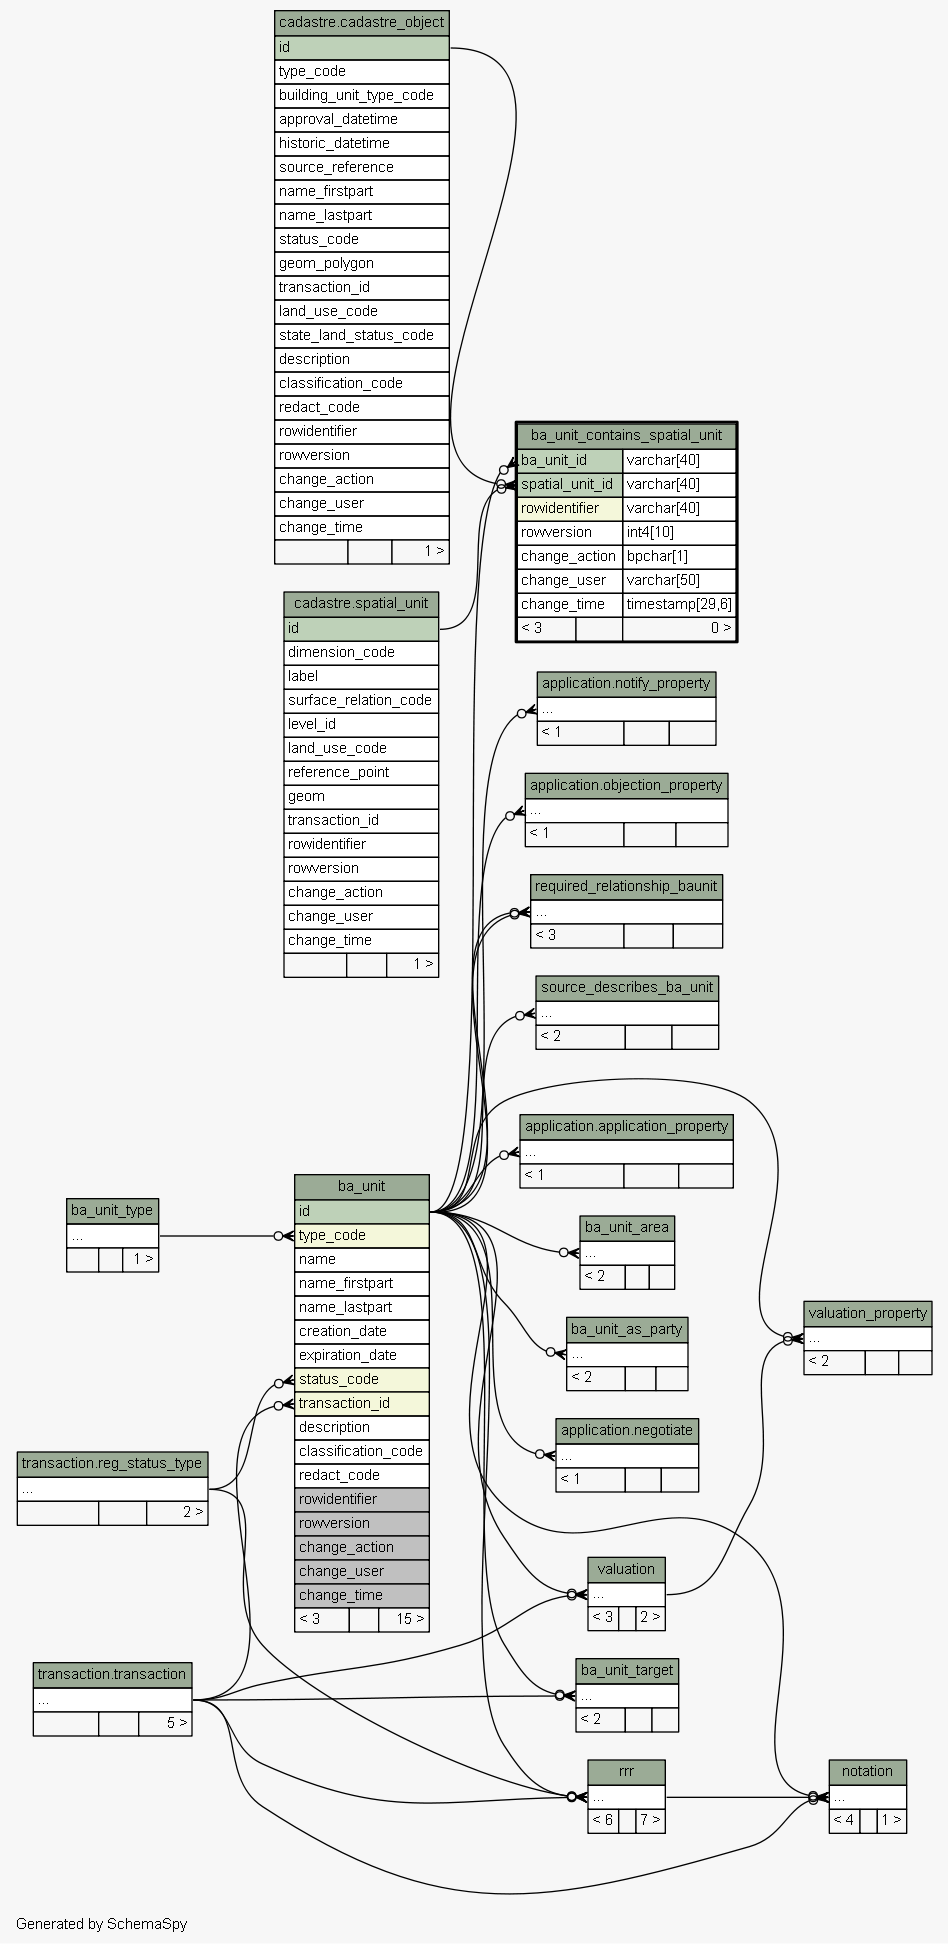 cadastre.cadastre_object
id
type_code
building_unit_type_code
approval_datetime
historic_datetime
source_reference
name_firstpart
name_lastpart
status_code
geom_polygon
transaction_id
land_use_code
state_land_status_code
description
classification_code
redact_code
rowidentifier
rowversion
change_action
change_user
change_time
1 >
ba_unit_contains_spatial_unit
ba_unit_id varchar[40]
spatial_unit_id varchar[40]
rowidentifier varchar[40]
rowversion int4[10]
change_action bpchar[1]
change_user varchar[50]
change_time timestamp[29,6]
< 3 0 >
cadastre.spatial_unit
id
dimension_code
label
surface_relation_code
level_id
land_use_code
reference_point
geom
transaction_id
rowidentifier
rowversion
change_action
change_user
change_time
1 >
application.notify_property
...
< 1
application.objection_property
...
< 1
required_relationship_baunit
...
< 3
source_describes_ba_unit
...
< 2
application.application_property
...
< 1
ba_unit_type
...
1 >
ba_unit
id
type_code
name
name_firstpart
name_lastpart
creation_date
expiration_date
status_code
transaction_id
description
classification_code
redact_code
rowidentifier
rowversion
change_action
change_user
change_time
< 3 15 >
ba_unit_area
...
< 2
ba_unit_as_party
...
< 2
valuation_property
...
< 2
application.negotiate
...
< 1
transaction.reg_status_type
...
2 >
valuation
...
< 3 2 >
transaction.transaction
...
5 >
ba_unit_target
...
< 2
rrr
...
< 6 7 >
notation
...
< 4 1 >
Generated by SchemaSpy